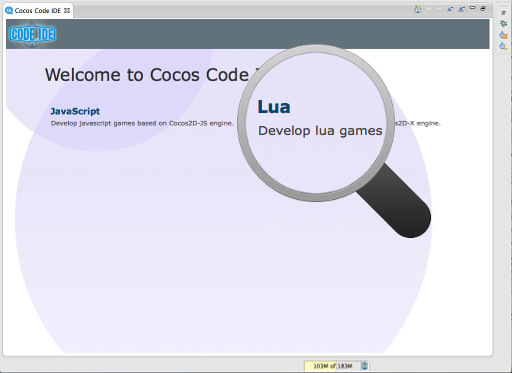 Cocos Code IDE
CODE IDE
Welcome to Cocos Code
JavaScript
Develop javascript games based on Cocos2D-JS engine.
Lua
Develop lua games
s2D-X engine.
103M of 183M